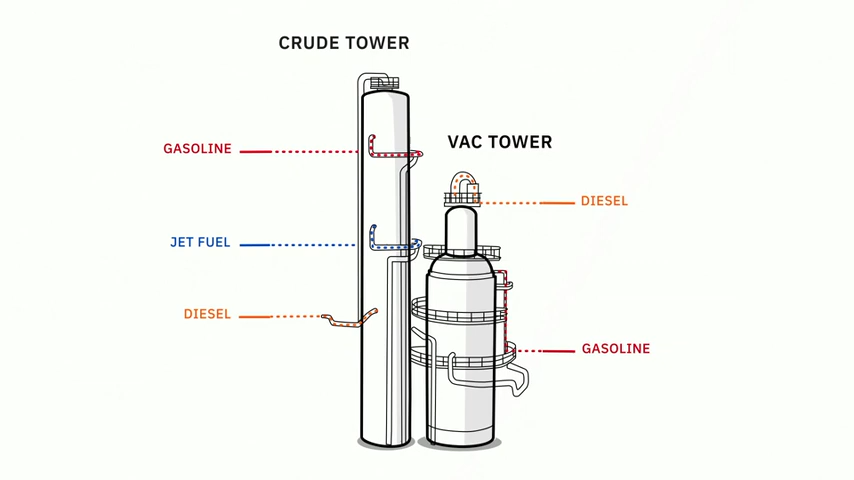 CRUDE TOWER
VAC TOWER
GASOLINE
JET FUEL
DIESEL
DIESEL
GASOLINE